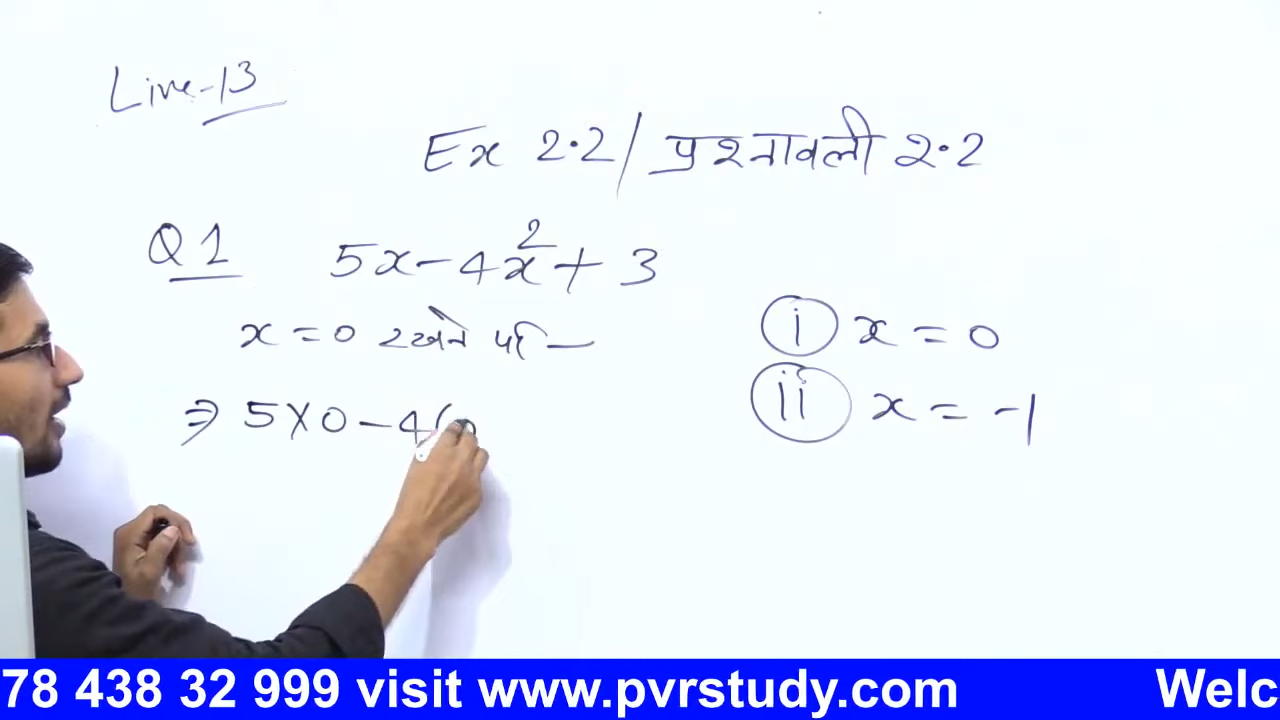 Live-13
Ex 2.2/ प्रश्नावली 2.2
Q1 5x-4x²+3
x=0 रखने पर —
i x=0
ii x=-1
⇒ 5X0-4(0
78 438 32 999 visit www.pvrstudy.com Welc